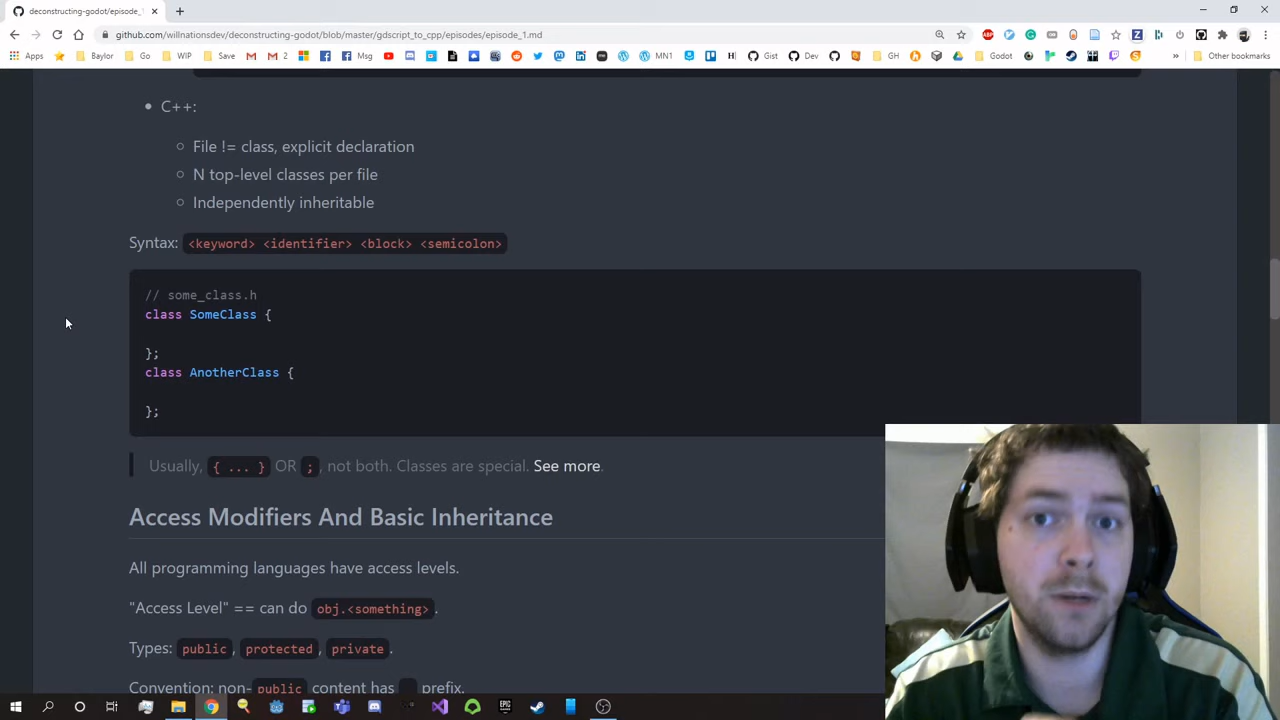 deconstructing-godot/episode_1
github.com/willnationsdev/deconstructing-godot/blob/master/gdscript_to_cpp/episodes/episode_1.md
Apps Baylor Go WIP Save M 2 Msg MN1 Gist Dev GH Godot » Other bookmarks
• C++:
○ File != class, explicit declaration
○ N top-level classes per file
○ Independently inheritable
Syntax: <keyword> <identifier> <block> <semicolon>
// some_class.h
class SomeClass {
};
class AnotherClass {
};
Usually, { ... } OR ;, not both. Classes are special. See more.
Access Modifiers And Basic Inheritance
All programming languages have access levels.
"Access Level" == can do obj.<something>.
Types: public, protected, private.
Convention: non-public content has _ prefix.